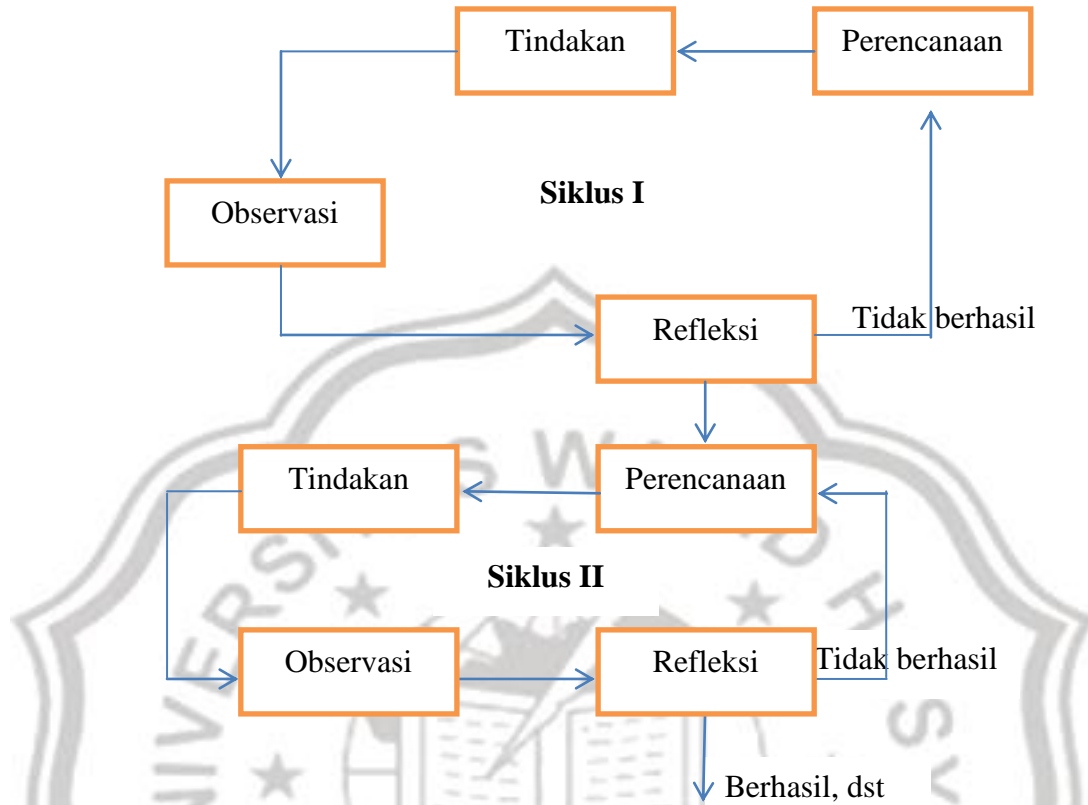 Tindakan
Perencanaan
Siklus I
Observasi
Refleksi
Tidak berhasil
Tindakan
Perencanaan
Siklus II
Observasi
Refleksi
Tidak berhasil
Berhasil, dst